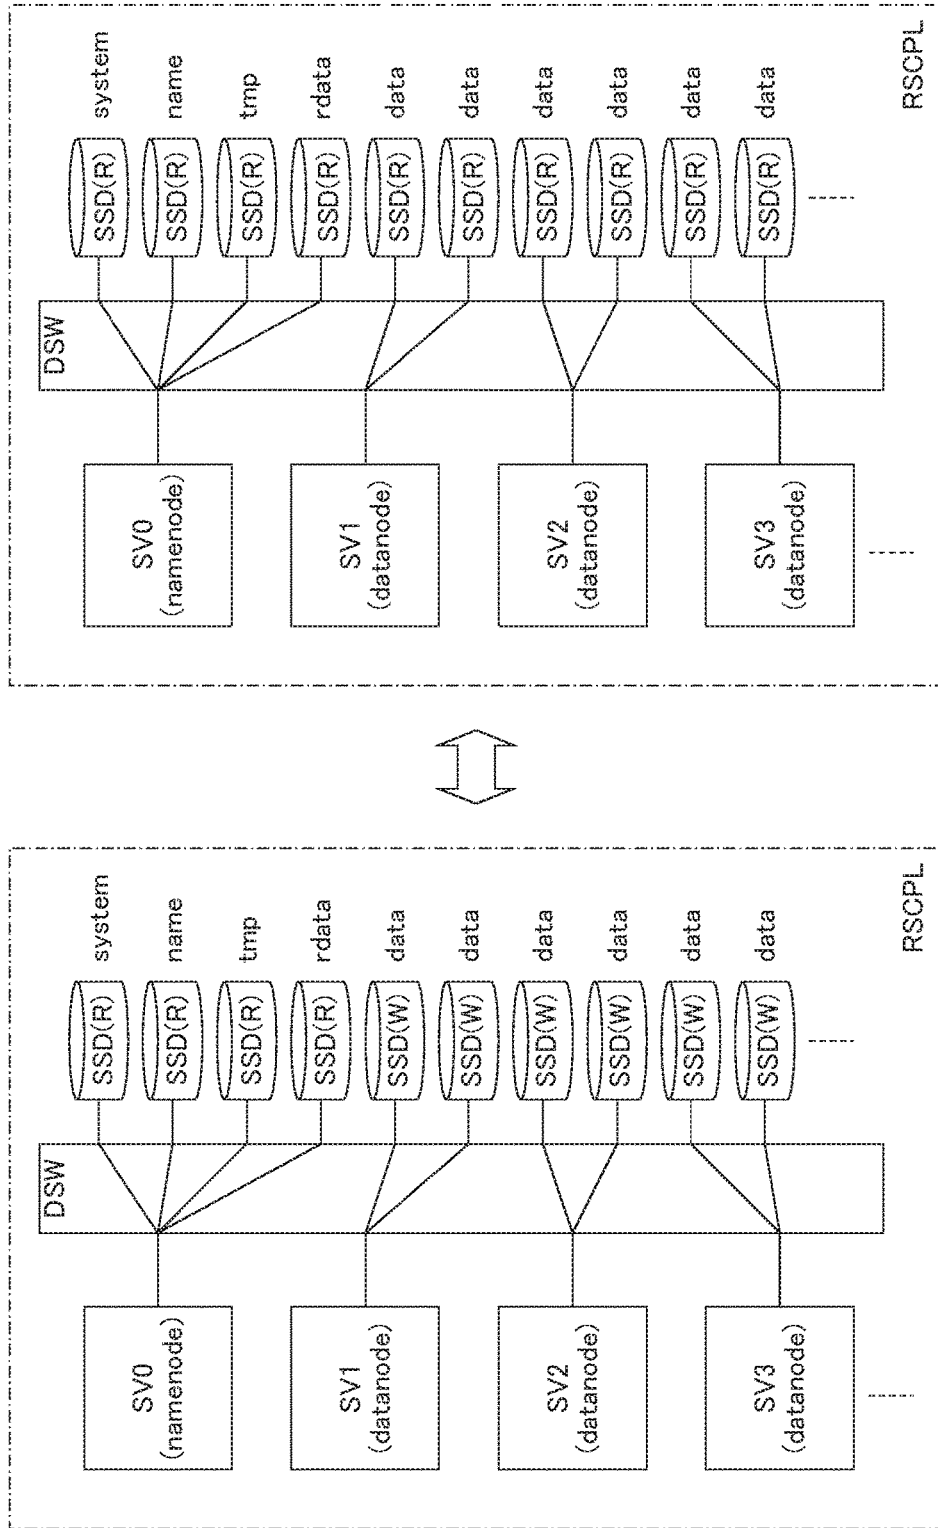 DSW
SV0
(namenode)
SV1
(datanode)
SV2
(datanode)
SV3
(datanode)
SSD(R) system
SSD(R) name
SSD(R) tmp
SSD(R) rdata
SSD(W) data
SSD(W) data
SSD(W) data
SSD(W) data
SSD(W) data
SSD(W) data
RSCPL
DSW
SV0
(namenode)
SV1
(datanode)
SV2
(datanode)
SV3
(datanode)
SSD(R) system
SSD(R) name
SSD(R) tmp
SSD(R) rdata
SSD(R) data
SSD(R) data
SSD(R) data
SSD(R) data
SSD(R) data
SSD(R) data
RSCPL